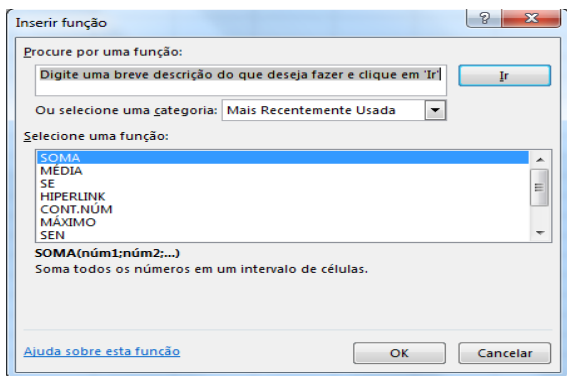 Inserir função
Procure por uma função:
Digite uma breve descrição do que deseja fazer e clique em 'Ir'
Ir
Ou selecione uma categoria: Mais Recentemente Usada
Selecione uma função:
SOMA
MÉDIA
SE
HIPERLINK
CONT.NÚM
MÁXIMO
SEN
SOMA(núm1;núm2;...)
Soma todos os números em um intervalo de células.
Ajuda sobre esta função
OK Cancelar